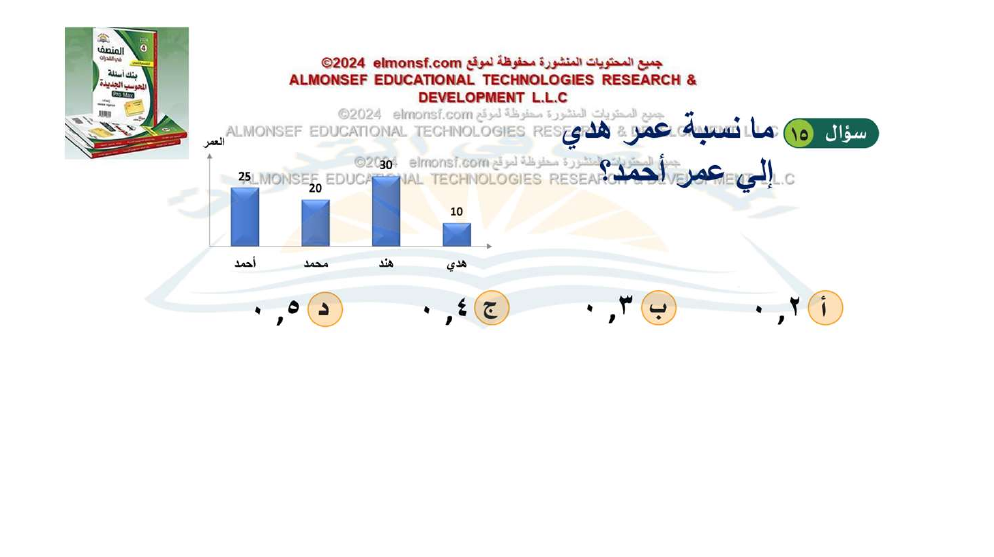 المنصف
في القدرات
بنك أسئلة
المحوسب الجديدة
جميع المحتويات المنشورة محفوظة لموقع elmonsf.com ©2024
ALMONSEF EDUCATIONAL TECHNOLOGIES RESEARCH &
DEVELOPMENT L.L.C
جميع المحتويات المنشورة محفوظة لموقع elmonsf.com ©2024
ALMONSEF EDUCATIONAL TECHNOLOGIES RESEARCH & DEVELOPMENT L.L.C
جميع المحتويات المنشورة محفوظة لموقع elmonsf.com ©2024
ALMONSEF EDUCATIONAL TECHNOLOGIES RESEARCH & DEVELOPMENT L.L.C
سؤال ١٥
ما نسبة عمر هدي
إلي عمر أحمد؟
العمر
25
20
30
10
أحمد
محمد
هند
هدي
أ ٠,٢
ب ٠,٣
ج ٠,٤
د ٠,٥